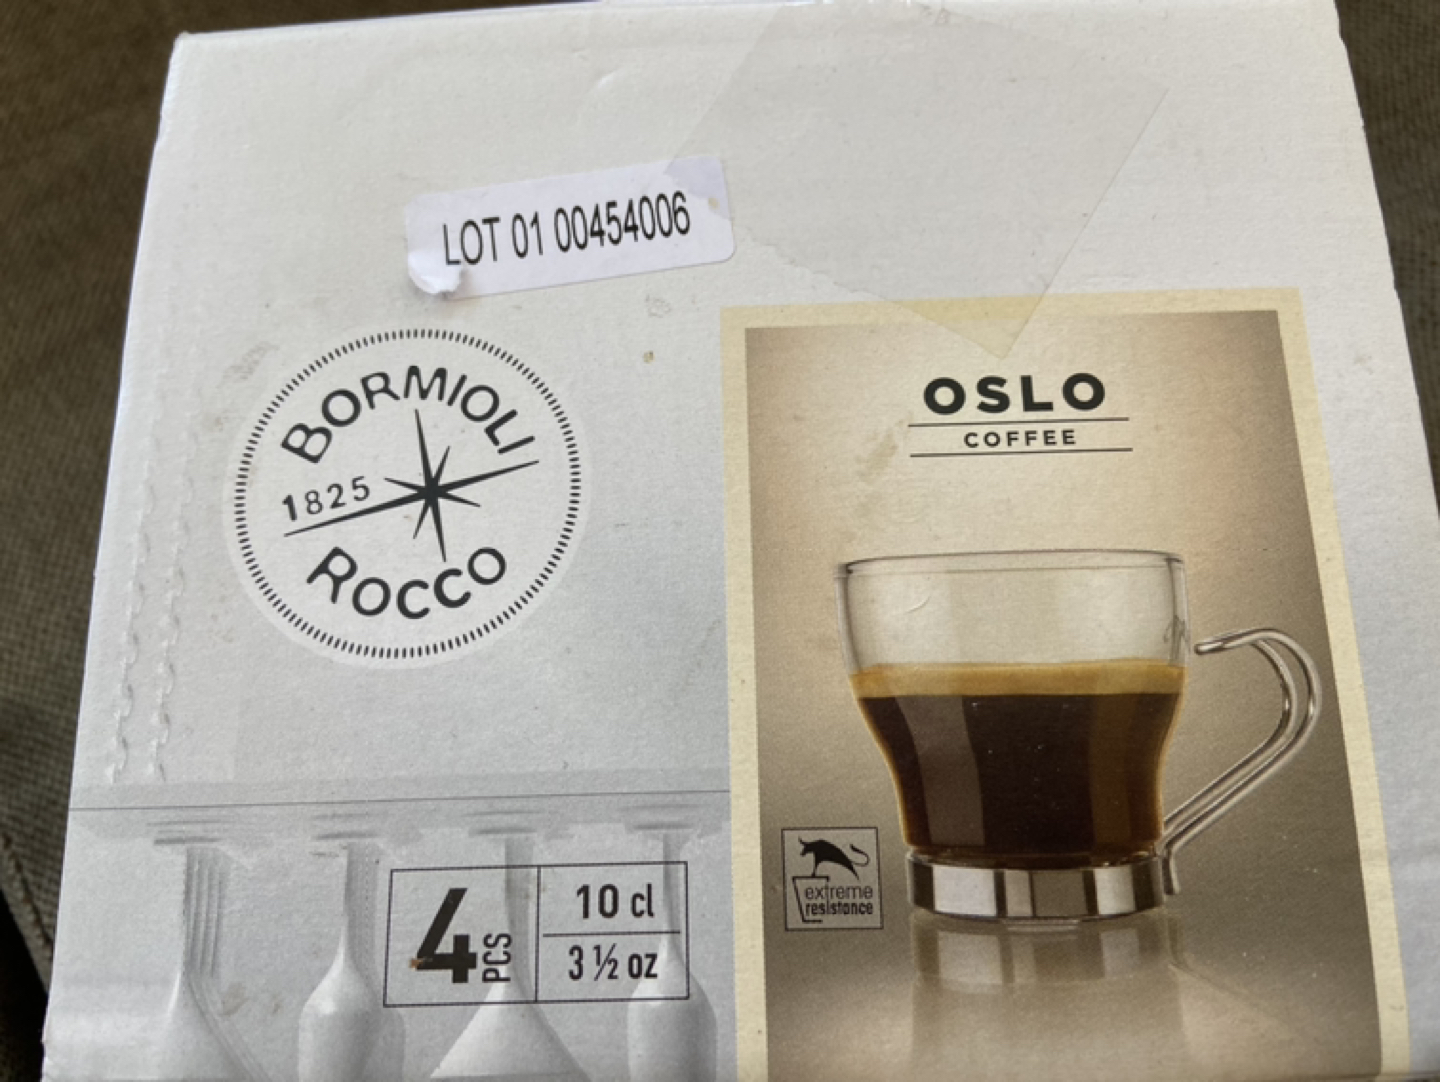 LOT 01 00454006
BORMIOLI
1825
ROCCO
OSLO
COFFEE
extreme
resistance
4 PCS
10 cl
3 ½ oz